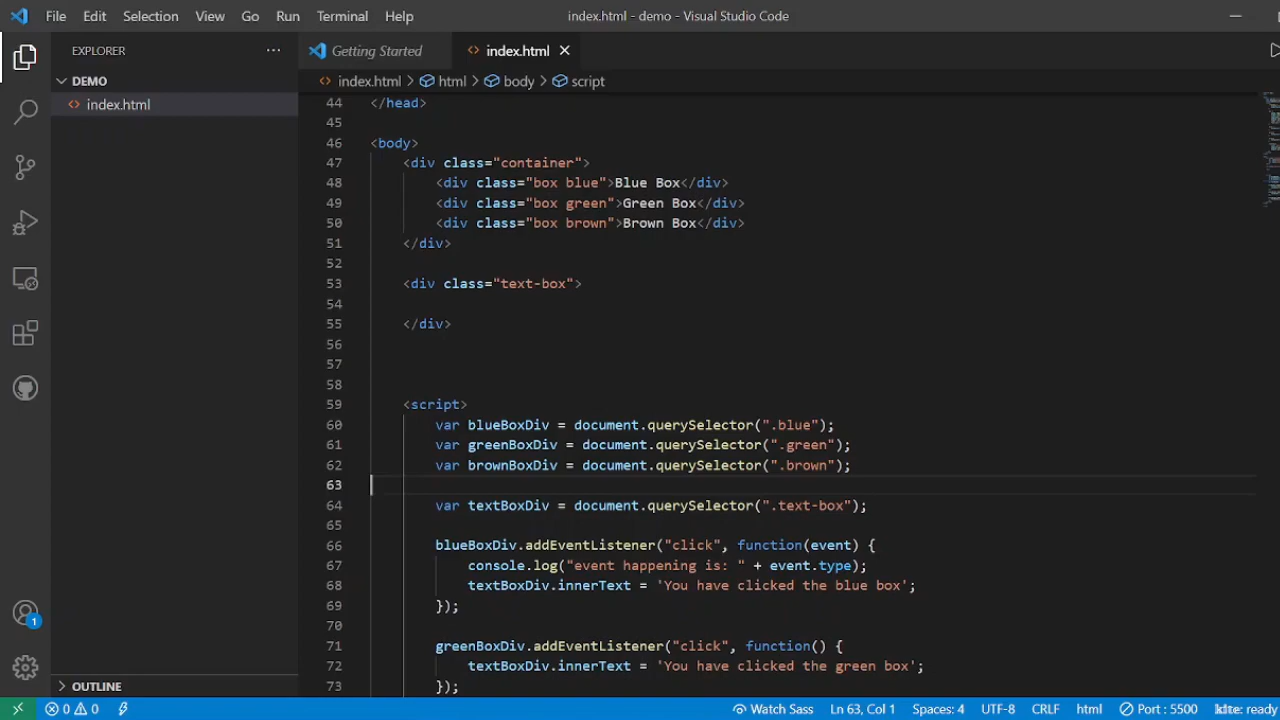 File Edit Selection View Go Run Terminal Help index.html - demo - Visual Studio Code
EXPLORER
Getting Started
index.html
DEMO
index.html
index.html > html > body > script
44 </head>
45
46 <body>
47 <div class="container">
48 <div class="box blue">Blue Box</div>
49 <div class="box green">Green Box</div>
50 <div class="box brown">Brown Box</div>
51 </div>
52
53 <div class="text-box">
54
55 </div>
56
57
58
59 <script>
60 var blueBoxDiv = document.querySelector(".blue");
61 var greenBoxDiv = document.querySelector(".green");
62 var brownBoxDiv = document.querySelector(".brown");
63
64 var textBoxDiv = document.querySelector(".text-box");
65
66 blueBoxDiv.addEventListener("click", function(event) {
67 console.log("event happening is: " + event.type);
68 textBoxDiv.innerText = 'You have clicked the blue box';
69 });
70
71 greenBoxDiv.addEventListener("click", function() {
72 textBoxDiv.innerText = 'You have clicked the green box';
73 });
1
OUTLINE
0 0 Watch Sass Ln 63, Col 1 Spaces: 4 UTF-8 CRLF html Port : 5500 ready